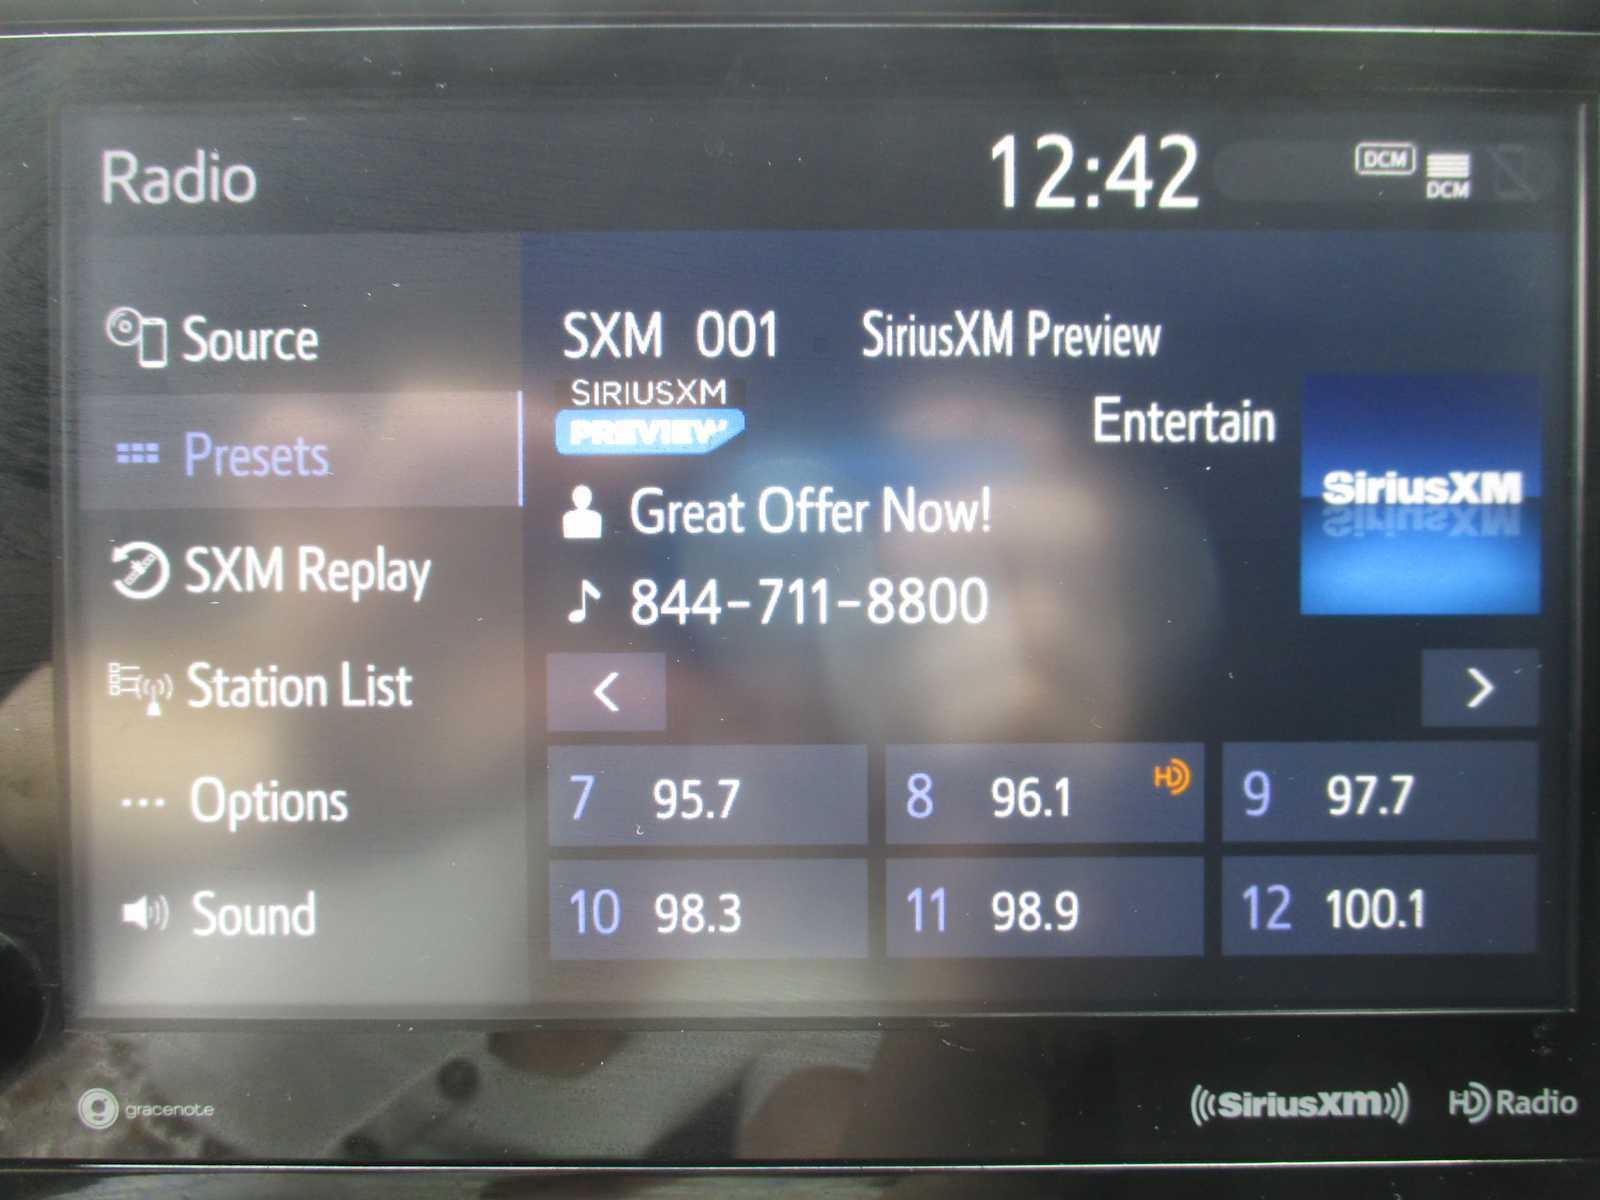 Radio 12:42 DCM DCM
Source
Presets
SXM Replay
Station List
Options
Sound
SXM 001 SiriusXM Preview
SIRIUSXM
PREVIEW
Entertain
Great Offer Now!
844-711-8800
SiriusXM
< >
7 95.7 8 96.1 HD 9 97.7
10 98.3 11 98.9 12 100.1
gracenote ((SiriusXM)) HD Radio